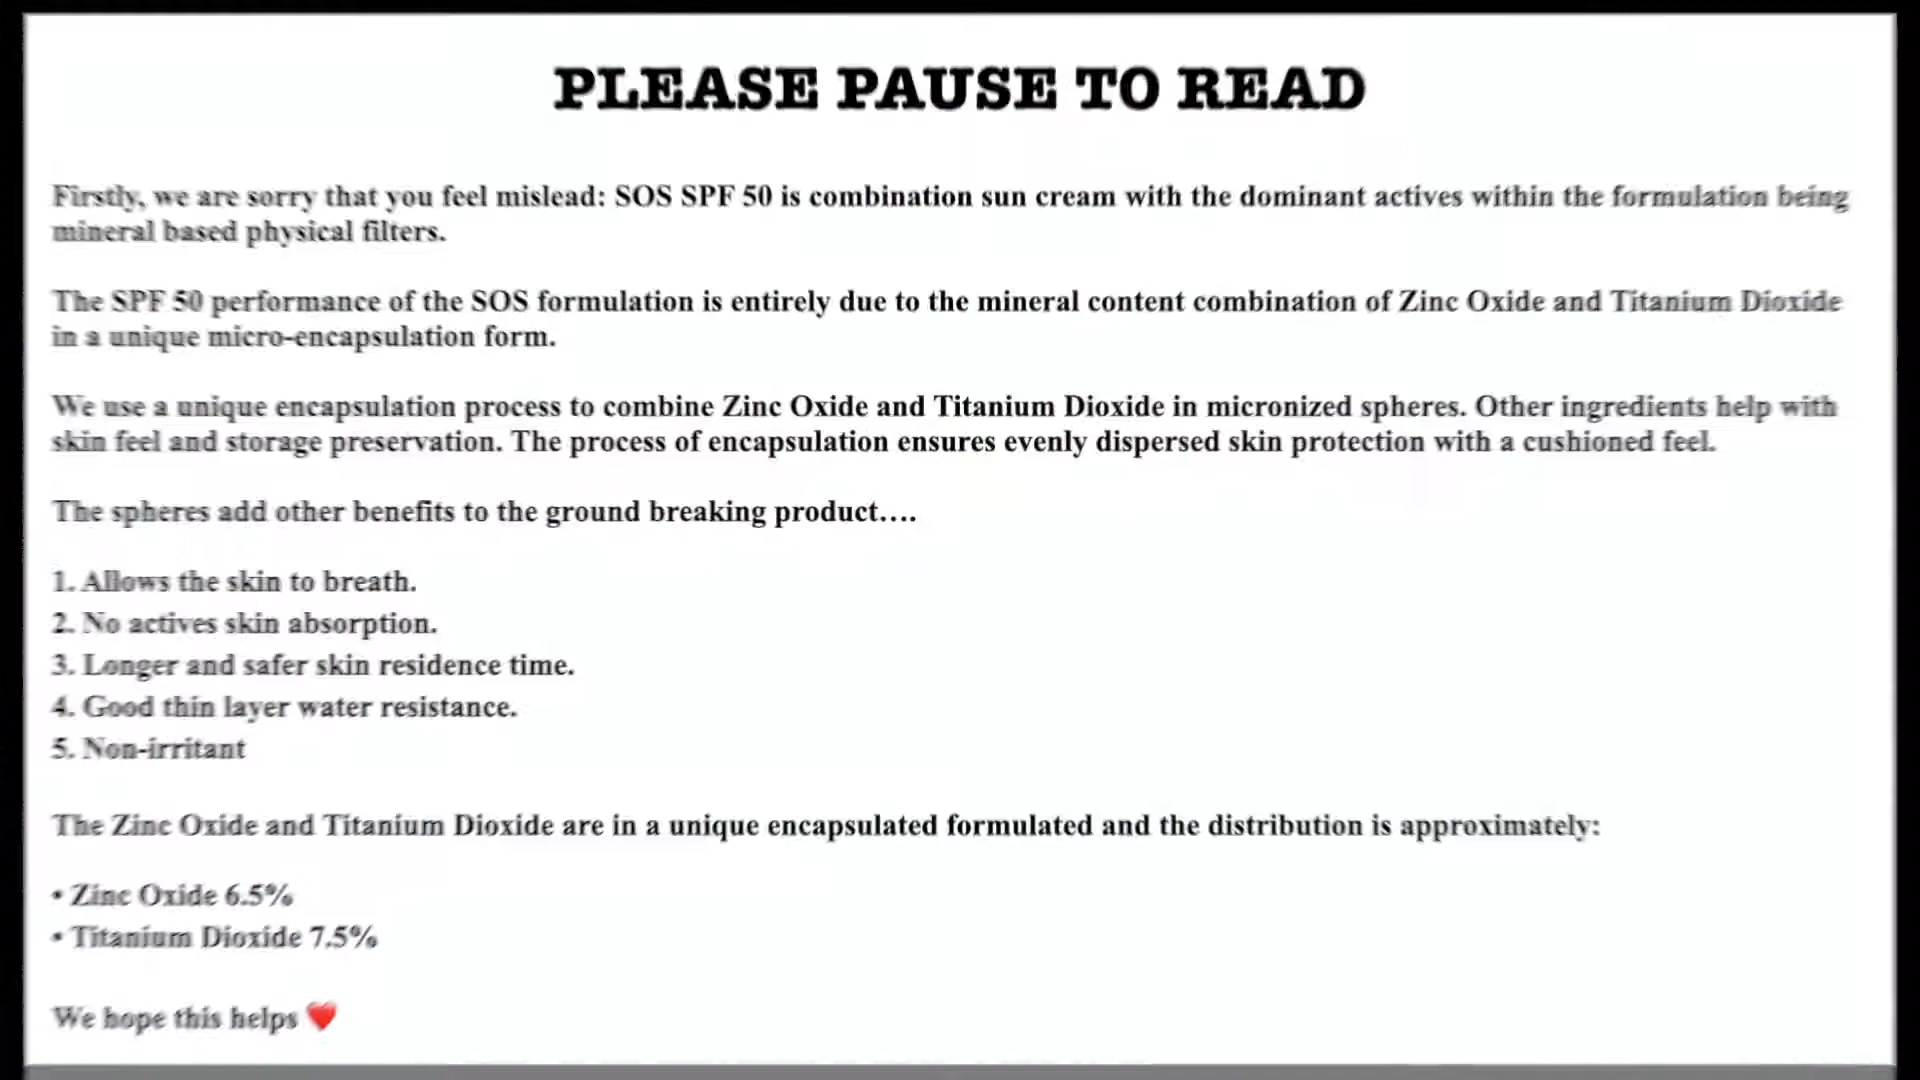 PLEASE PAUSE TO READ
Firstly, we are sorry that you feel mislead: SOS SPF 50 is combination sun cream with the dominant actives within the formulation being
mineral based physical filters.
The SPF 50 performance of the SOS formulation is entirely due to the mineral content combination of Zinc Oxide and Titanium Dioxide
in a unique micro-encapsulation form.
We use a unique encapsulation process to combine Zinc Oxide and Titanium Dioxide in micronized spheres. Other ingredients help with
skin feel and storage preservation. The process of encapsulation ensures evenly dispersed skin protection with a cushioned feel.
The spheres add other benefits to the ground breaking product….
1. Allows the skin to breath.
2. No actives skin absorption.
3. Longer and safer skin residence time.
4. Good thin layer water resistance.
5. Non-irritant
The Zinc Oxide and Titanium Dioxide are in a unique encapsulated formulated and the distribution is approximately:
• Zinc Oxide 6.5%
• Titanium Dioxide 7.5%
We hope this helps ❤️